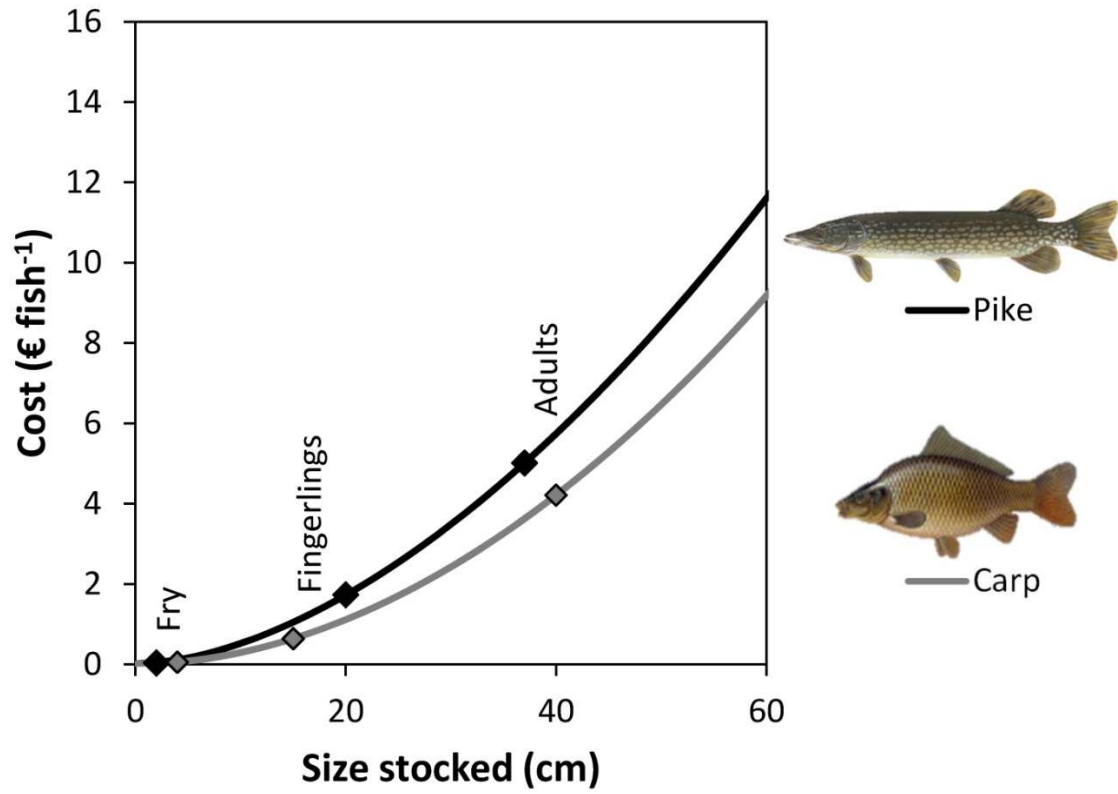 16
14
12
10
8
6
4
2
0
Cost (€ fish⁻¹)
Fry
Fingerlings
Adults
0 20 40 60
Size stocked (cm)
Pike
Carp